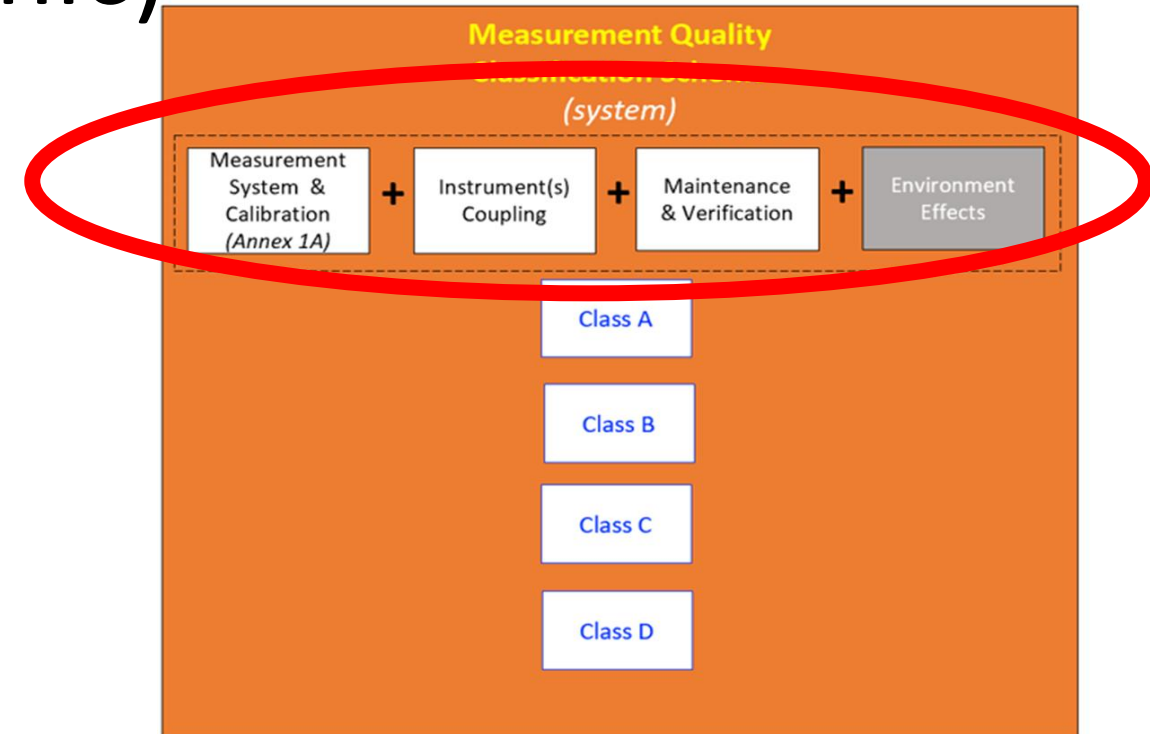 Measurement Quality
(system)
Measurement
System &
Calibration
(Annex 1A)
+
Instrument(s)
Coupling
+
Maintenance
& Verification
+
Environment
Effects
Class A
Class B
Class C
Class D